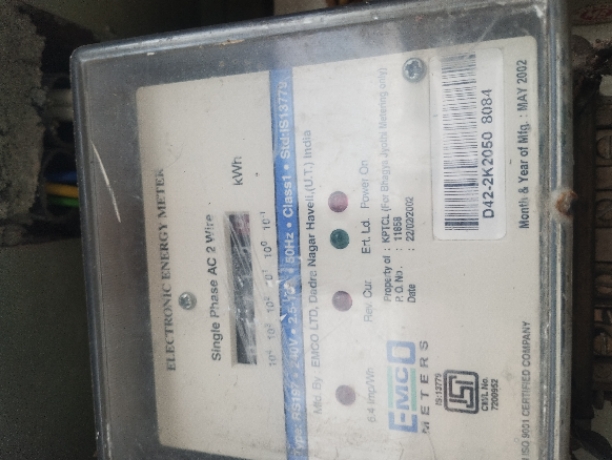 ELECTRONIC ENERGY METER
Single Phase AC 2 Wire
kWh
10⁴ 10³ 10² 10¹ 10⁰ 10⁻¹
Type: • 240V • • 50Hz • Class1 • Std:IS13779
Mfd. By : EMCO LTD, Dadra Nagar Haveli,(U.T.) India
6.4 Imp/Wh Rev Cur E+. Ld. Power On
EMCO
METERS
Property of : KPTCL (For Bhagya Jyothi Metering only)
P. O. No. : 11858
Date : 22/02/2002
IS:13779
CM/L No.
7200952
D42-2K2050 8084
Month & Year of Mfg. : MAY 2002
ISO 9001 CERTIFIED COMPANY